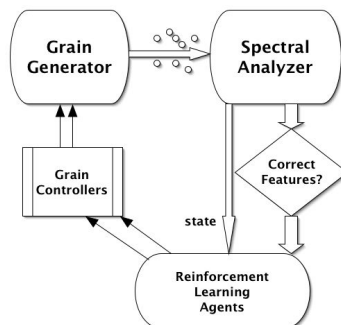 Grain
Generator
Spectral
Analyzer
Grain
Controllers
Correct
Features?
state
Reinforcement
Learning
Agents